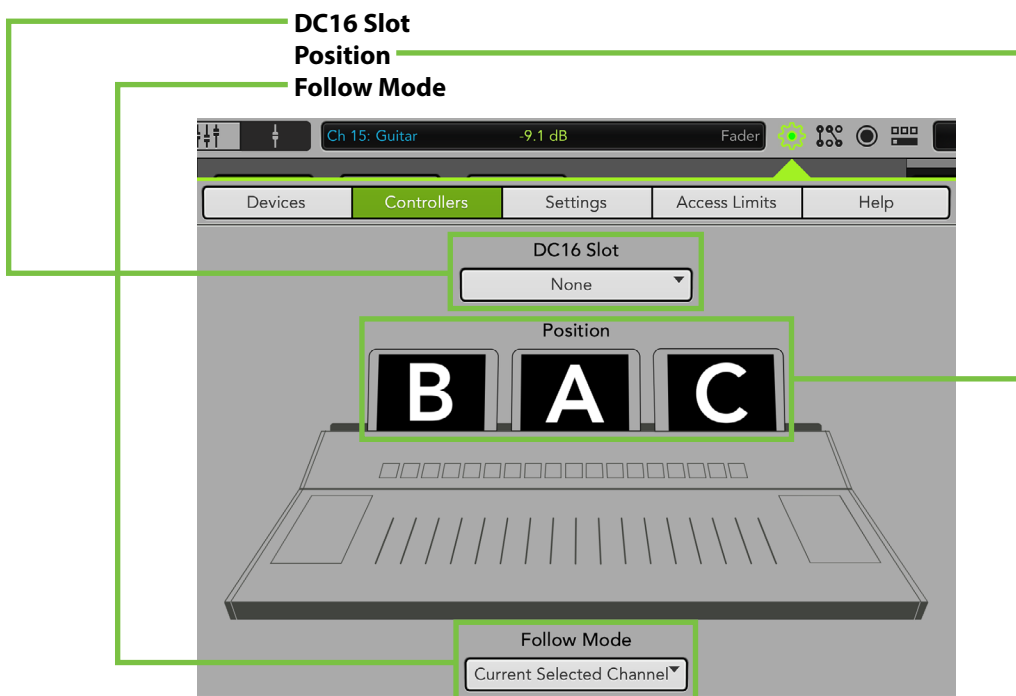 DC16 Slot
Position
Follow Mode
Ch 15: Guitar -9.1 dB Fader
Devices Controllers Settings Access Limits Help
DC16 Slot
None
Position
B A C
Follow Mode
Current Selected Channel